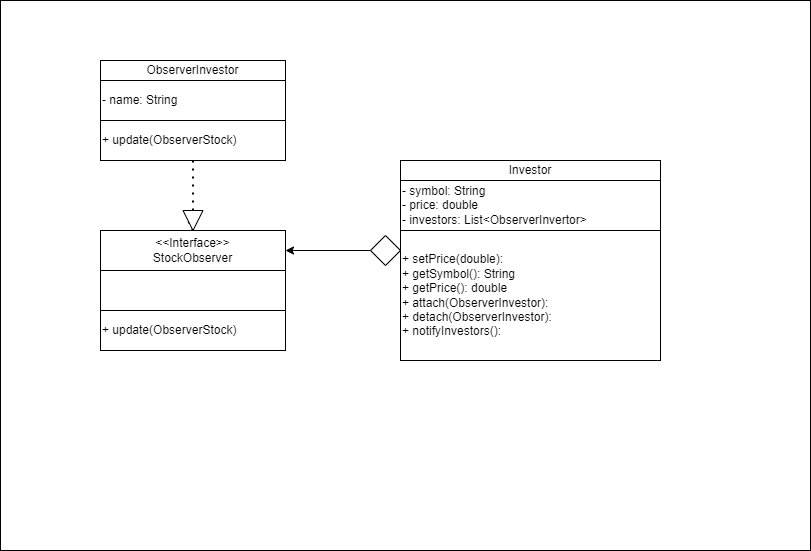 ObserverInvestor
- name: String
+ update(ObserverStock)
<<Interface>>
StockObserver
+ update(ObserverStock)
Investor
- symbol: String
- price: double
- investors: List<ObserverInvertor>
+ setPrice(double):
+ getSymbol(): String
+ getPrice(): double
+ attach(ObserverInvestor):
+ detach(ObserverInvestor):
+ notifyInvestors():